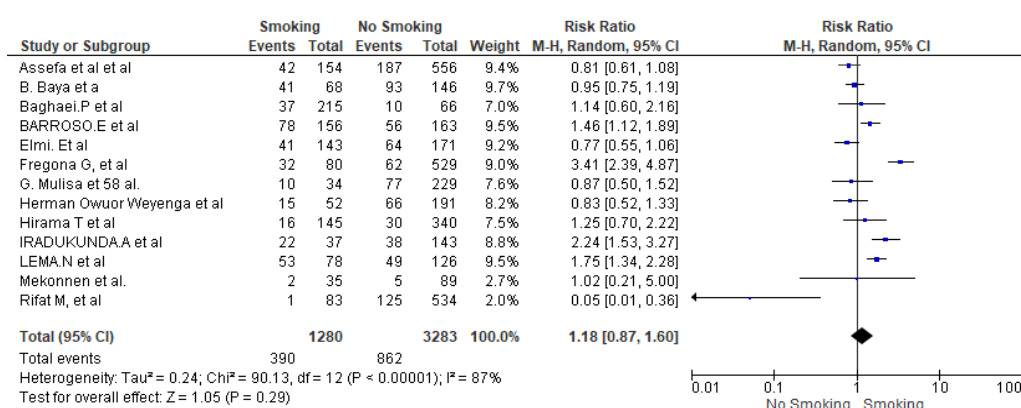 Smoking No Smoking Risk Ratio Risk Ratio
Study or Subgroup Events Total Events Total Weight M-H, Random, 95% CI M-H, Random, 95% CI
Assefa et al et al 42 154 187 556 9.4% 0.81 [0.61, 1.08]
B. Baya et a 41 68 93 146 9.7% 0.95 [0.75, 1.19]
Baghaei.P et al 37 215 10 66 7.0% 1.14 [0.60, 2.16]
BARROSO.E et al 78 156 56 163 9.5% 1.46 [1.12, 1.89]
Elmi. Et al 41 143 64 171 9.2% 0.77 [0.55, 1.06]
Fregona G, et al 32 80 62 529 9.0% 3.41 [2.39, 4.87]
G. Mulisa et 58 al. 10 34 77 229 7.6% 0.87 [0.50, 1.52]
Herman Owuor Weyenga et al 15 52 66 191 8.2% 0.83 [0.52, 1.33]
Hirama T et al 16 145 30 340 7.5% 1.25 [0.70, 2.22]
IRADUKUNDA.A et al 22 37 38 143 8.8% 2.24 [1.53, 3.27]
LEMA.N et al 53 78 49 126 9.5% 1.75 [1.34, 2.28]
Mekonnen et al. 2 35 5 89 2.7% 1.02 [0.21, 5.00]
Rifat M, et al 1 83 125 534 2.0% 0.05 [0.01, 0.36]
Total (95% CI) 1280 3283 100.0% 1.18 [0.87, 1.60]
Total events 390 862
Heterogeneity: Tau² = 0.24; Chi² = 90.13, df = 12 (P < 0.00001); I² = 87%
Test for overall effect: Z = 1.05 (P = 0.29)
0.01 0.1 1 10 100
No Smoking Smoking